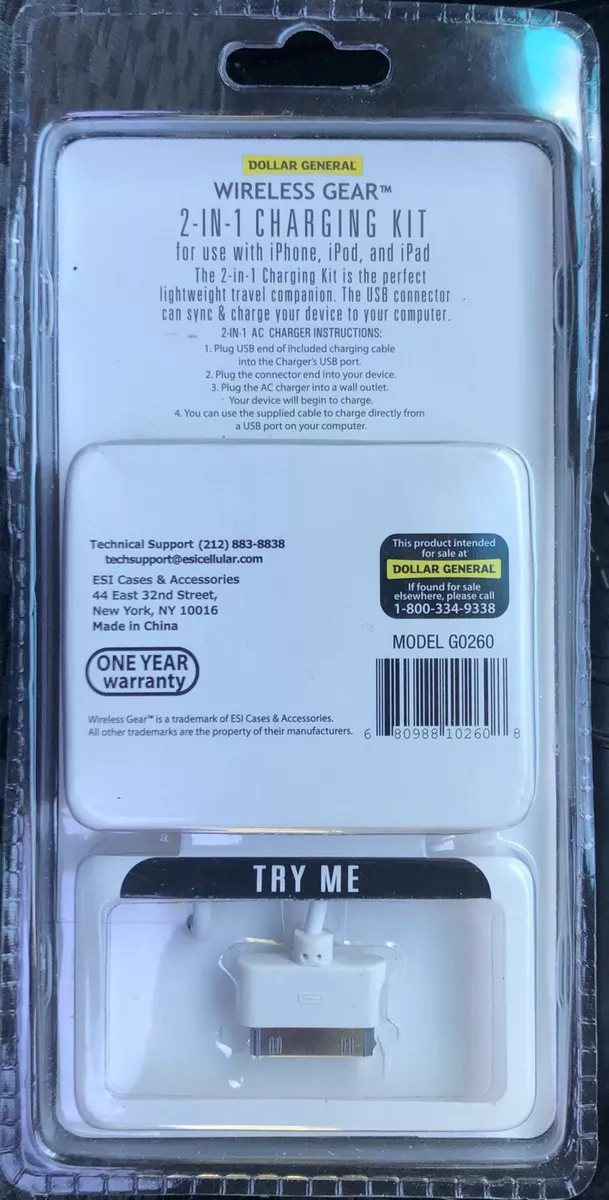 DOLLAR GENERAL
WIRELESS GEAR™
2-IN-1 CHARGING KIT
for use with iPhone, iPod, and iPad
The 2-in-1 Charging Kit is the perfect
lightweight travel companion. The USB connector
can sync & charge your device to your computer.
2-IN-1 AC CHARGER INSTRUCTIONS:
1. Plug USB end of included charging cable
into the Charger's USB port.
2. Plug the connector end into your device.
3. Plug the AC charger into a wall outlet.
Your device will begin to charge.
4. You can use the supplied cable to charge directly from
a USB port on your computer.
Technical Support (212) 883-8838
techsupport@esicellular.com
ESI Cases & Accessories
44 East 32nd Street,
New York, NY 10016
Made in China
ONE YEAR
warranty
Wireless Gear™ is a trademark of ESI Cases & Accessories.
All other trademarks are the property of their manufacturers.
This product intended
for sale at
DOLLAR GENERAL
If found for sale
elsewhere, please call
1-800-334-9338
MODEL G0260
6 80988 10260 8
TRY ME